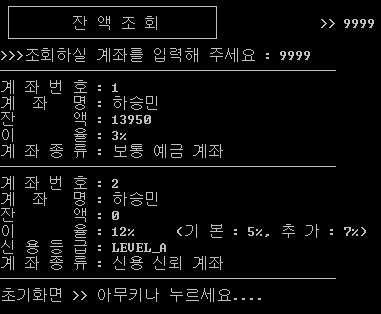 잔 액 조 회
>> 9999
>>>조회하실 계좌를 입력해 주세요 : 9999
계 좌 번 호 : 1
계 좌 명 : 하승민
잔 액 : 13950
이 율 : 3%
계 좌 종 류 : 보통 예금 계좌
계 좌 번 호 : 2
계 좌 명 : 하승민
잔 액 : 0
이 율 : 12% (기 본 : 5%, 추 가 : 7%)
신 용 등 급 : LEVEL_A
계 좌 종 류 : 신용 신뢰 계좌
초기화면 >> 아무키나 누르세요....